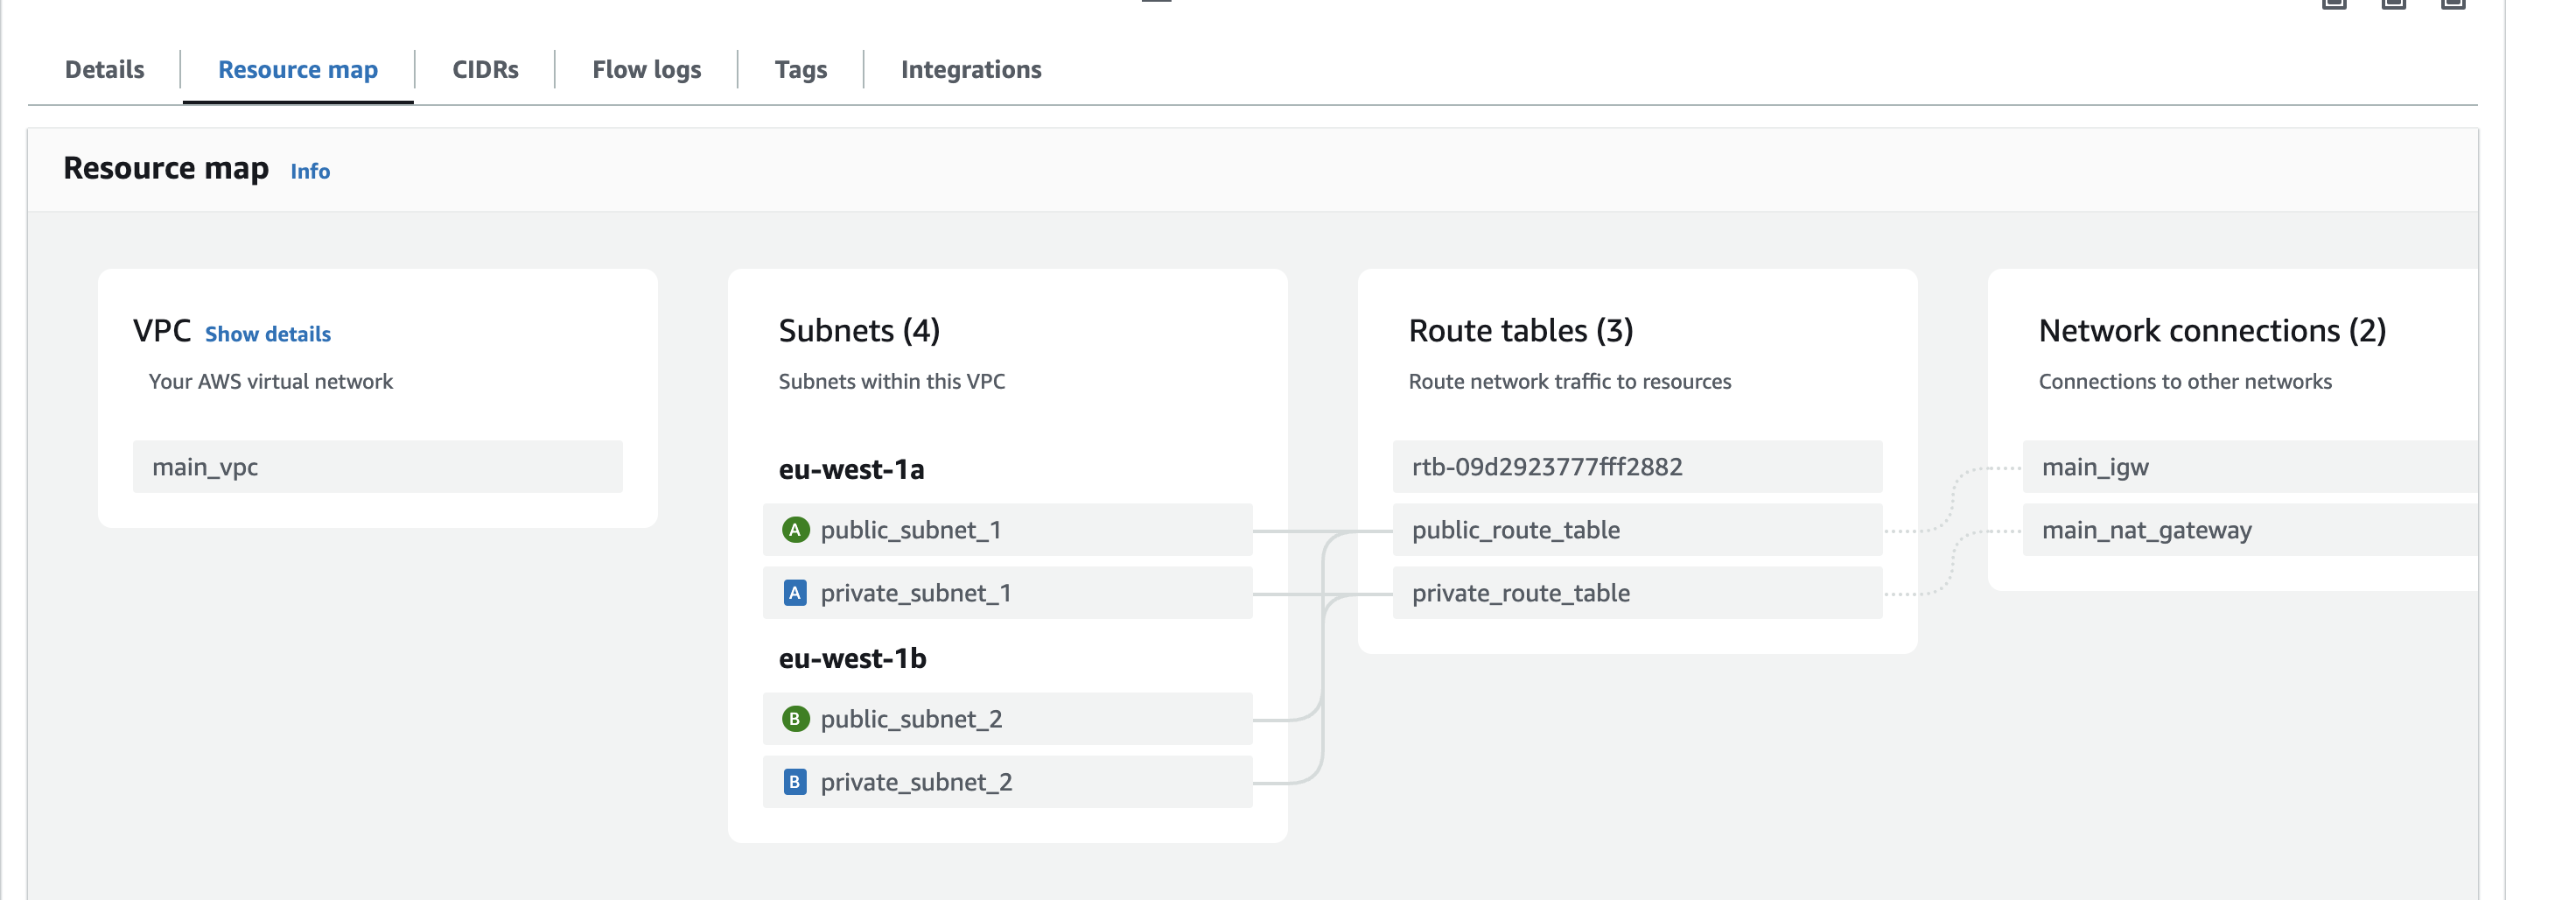 Details
Resource map
CIDRs
Flow logs
Tags
Integrations
Resource map Info
VPC Show details
Your AWS virtual network
main_vpc
Subnets (4)
Subnets within this VPC
eu-west-1a
A public_subnet_1
A private_subnet_1
eu-west-1b
B public_subnet_2
B private_subnet_2
Route tables (3)
Route network traffic to resources
rtb-09d2923777fff2882
public_route_table
private_route_table
Network connections (2)
Connections to other networks
main_igw
main_nat_gateway